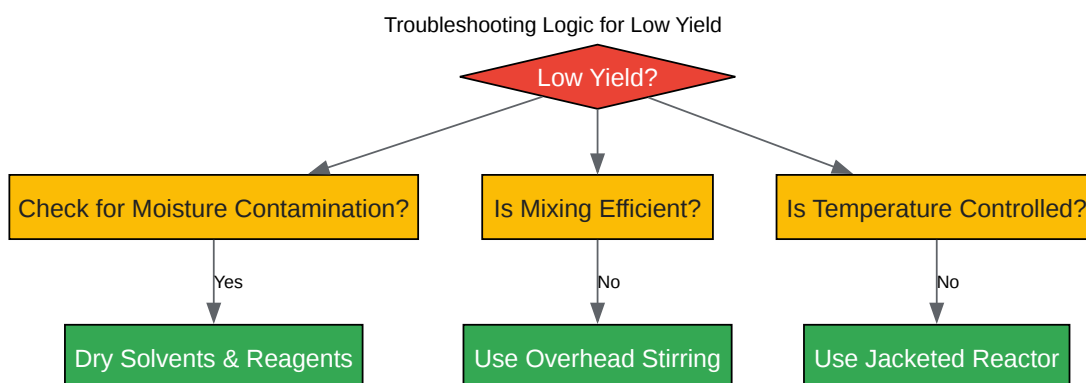 Troubleshooting Logic for Low Yield
Low Yield?
Check for Moisture Contamination?
Is Mixing Efficient?
Is Temperature Controlled?
Yes
No
No
Dry Solvents & Reagents
Use Overhead Stirring
Use Jacketed Reactor